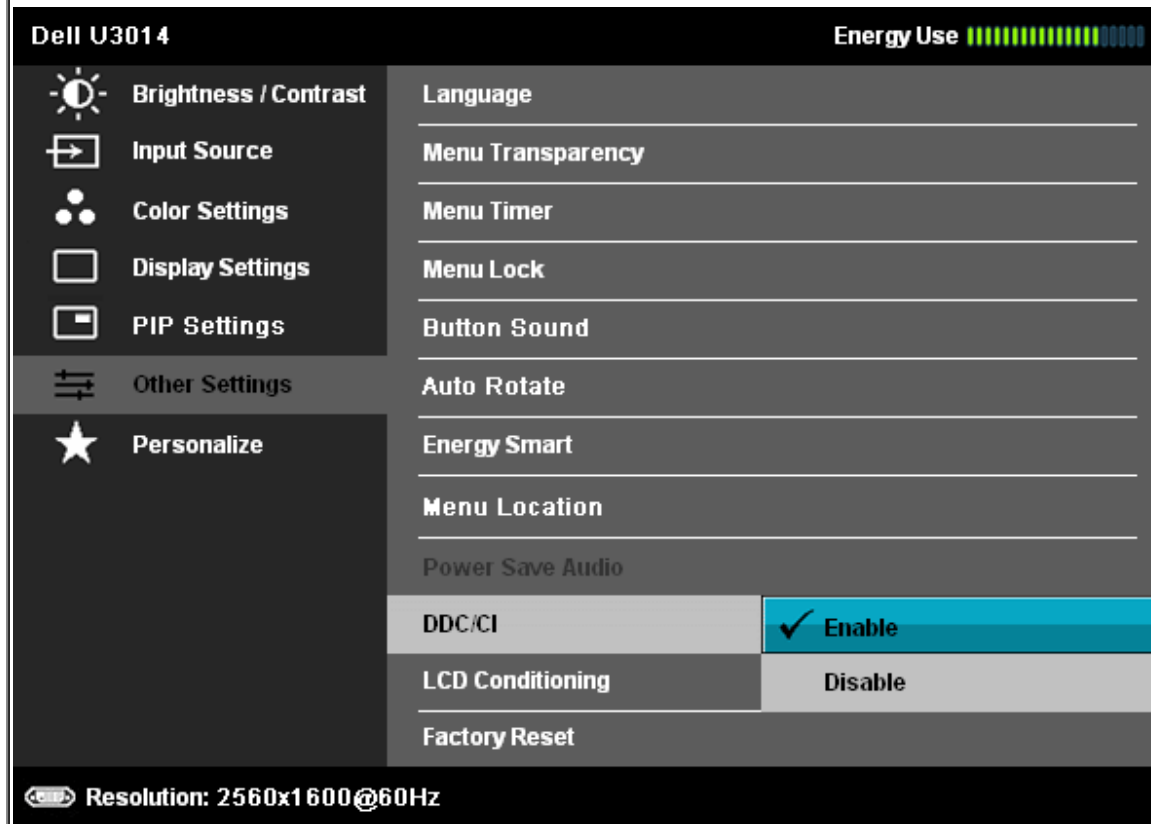 Dell U3014
Energy Use
Brightness / Contrast
Input Source
Color Settings
Display Settings
PIP Settings
Other Settings
Personalize
Language
Menu Transparency
Menu Timer
Menu Lock
Button Sound
Auto Rotate
Energy Smart
Menu Location
Power Save Audio
DDC/CI
Enable
Disable
LCD Conditioning
Factory Reset
Resolution: 2560x1600@60Hz